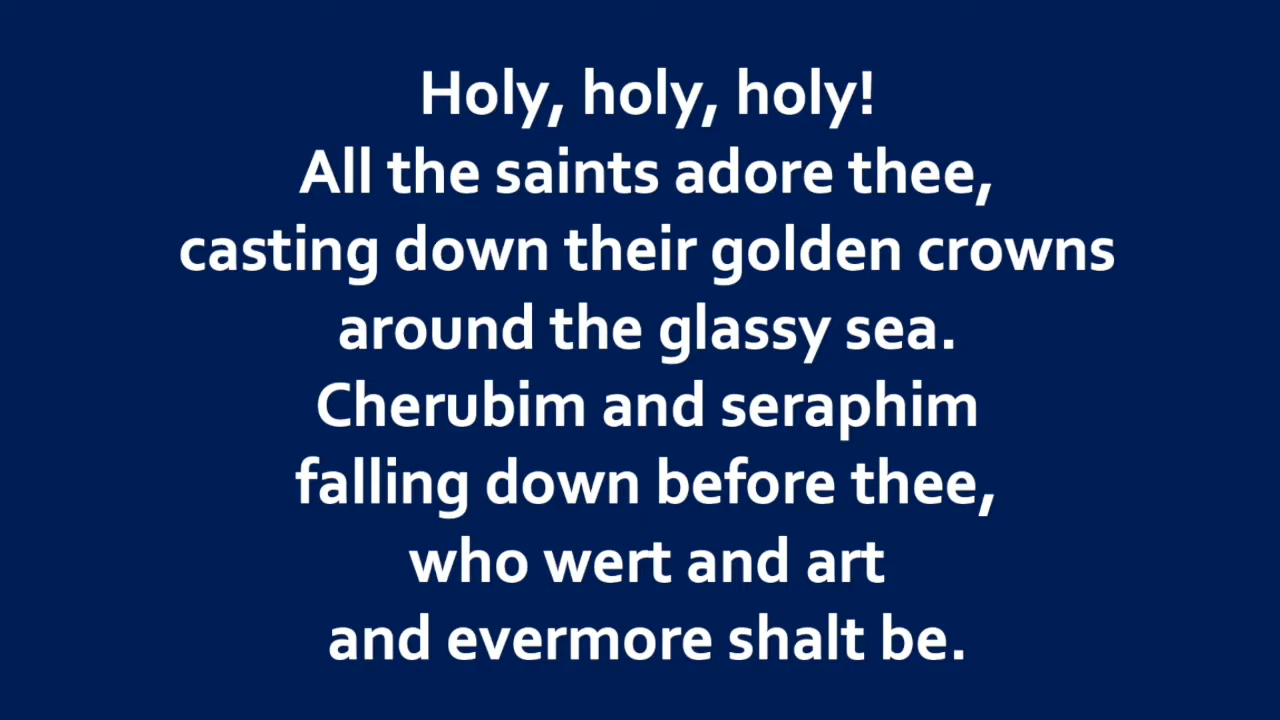 Holy, holy, holy!
All the saints adore thee,
casting down their golden crowns
around the glassy sea.
Cherubim and seraphim
falling down before thee,
who wert and art
and evermore shalt be.